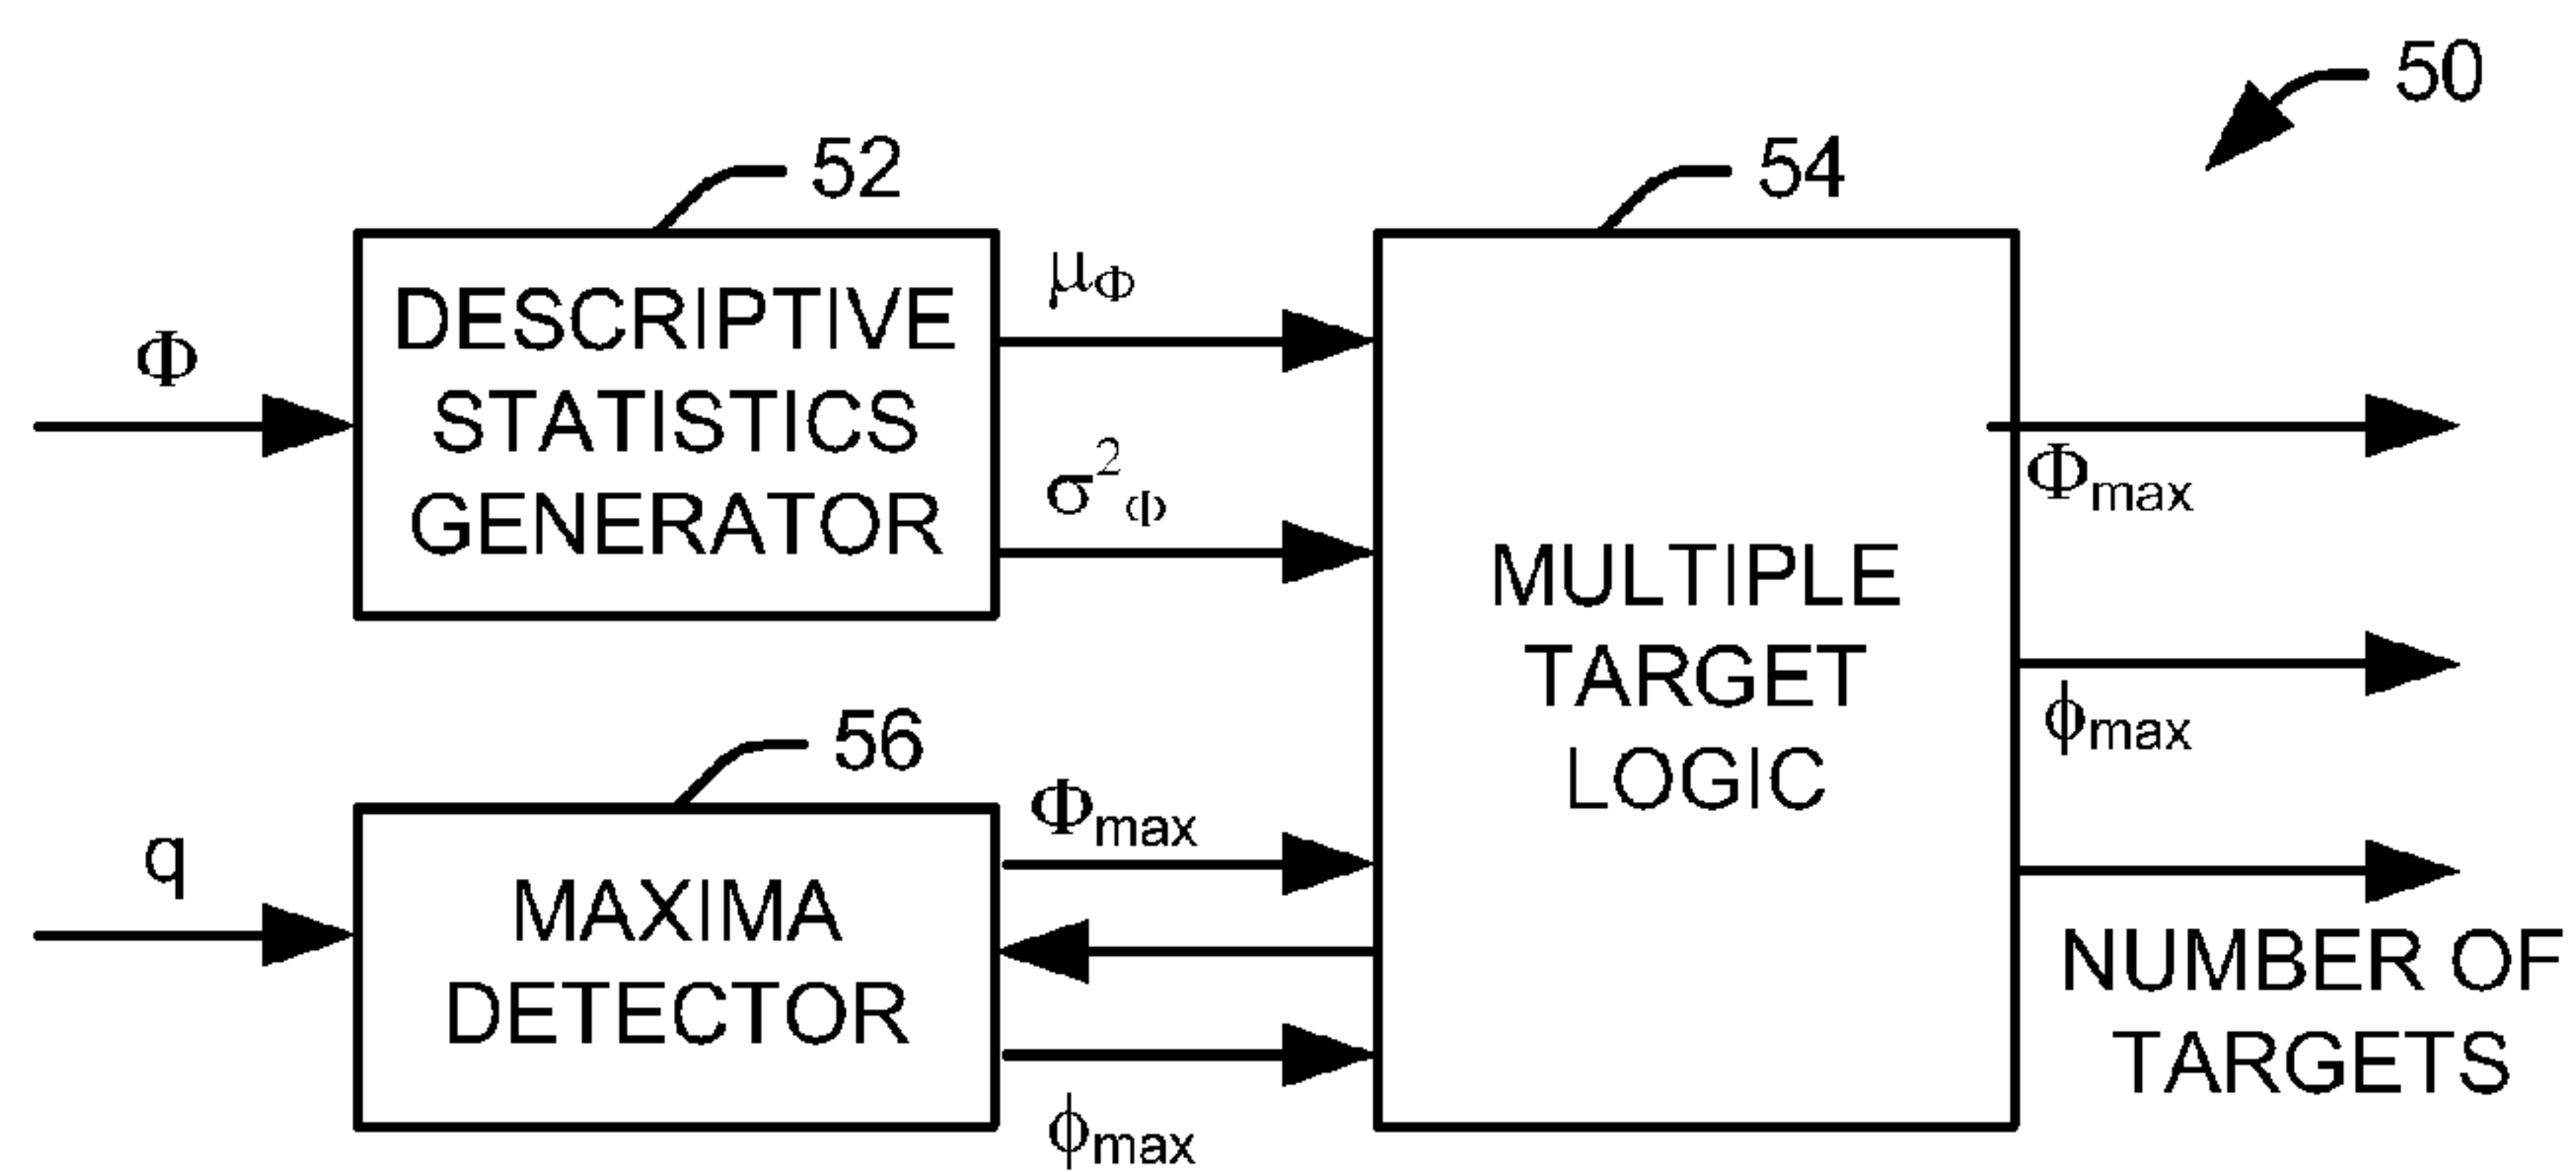 50
52
54
Φ
DESCRIPTIVE
STATISTICS
GENERATOR
μΦ
σ²Φ
MULTIPLE
TARGET
LOGIC
Φmax
ϕmax
NUMBER OF
TARGETS
56
q
MAXIMA
DETECTOR
Φmax
ϕmax